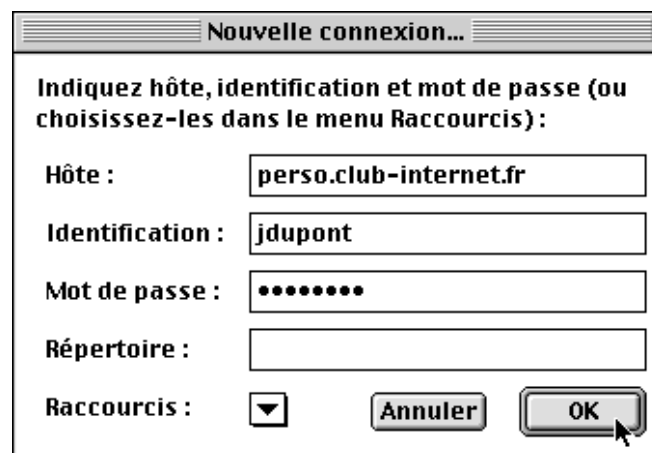 Nouvelle connexion...
Indiquez hôte, identification et mot de passe (ou
choisissez-les dans le menu Raccourcis) :
Hôte : perso.club-internet.fr
Identification : jdupont
Mot de passe : ••••••••
Répertoire :
Raccourcis : Annuler OK